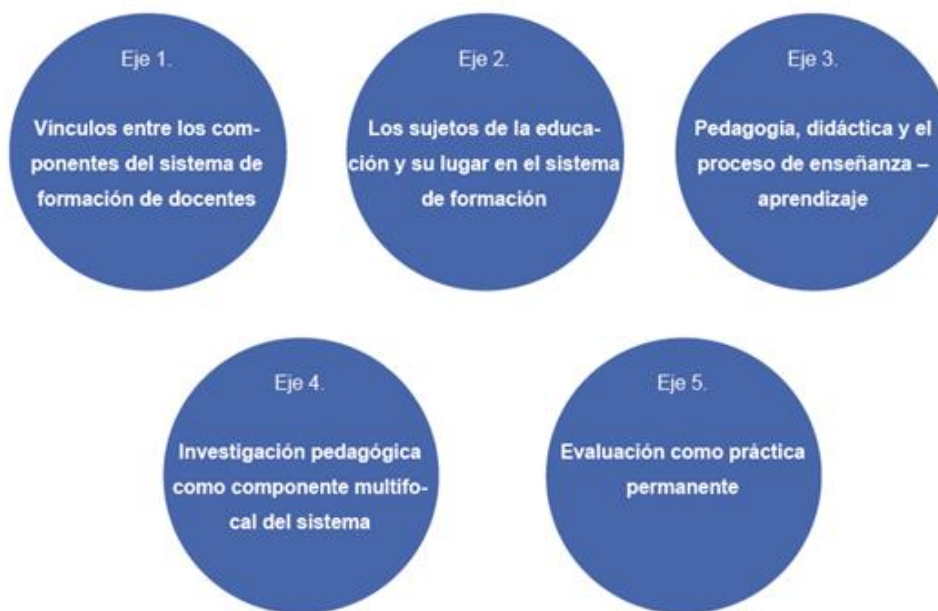 Eje 1.
Vínculos entre los com-
ponentes del sistema de
formación de docentes
Eje 2.
Los sujetos de la educa-
ción y su lugar en el sistema
de formación
Eje 3.
Pedagogía, didáctica y el
proceso de enseñanza –
aprendizaje
Eje 4.
Investigación pedagógica
como componente multifo-
cal del sistema
Eje 5.
Evaluación como práctica
permanente